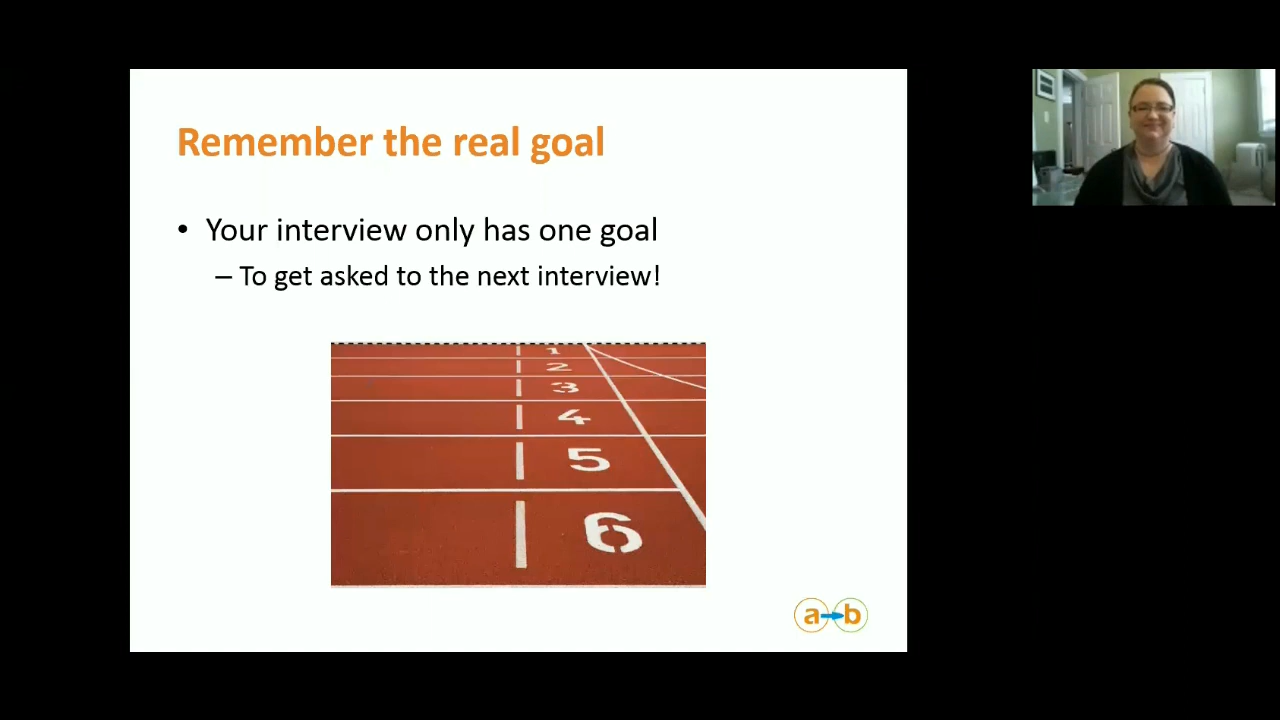 Remember the real goal
• Your interview only has one goal
– To get asked to the next interview!
1
2
3
4
5
6
a b